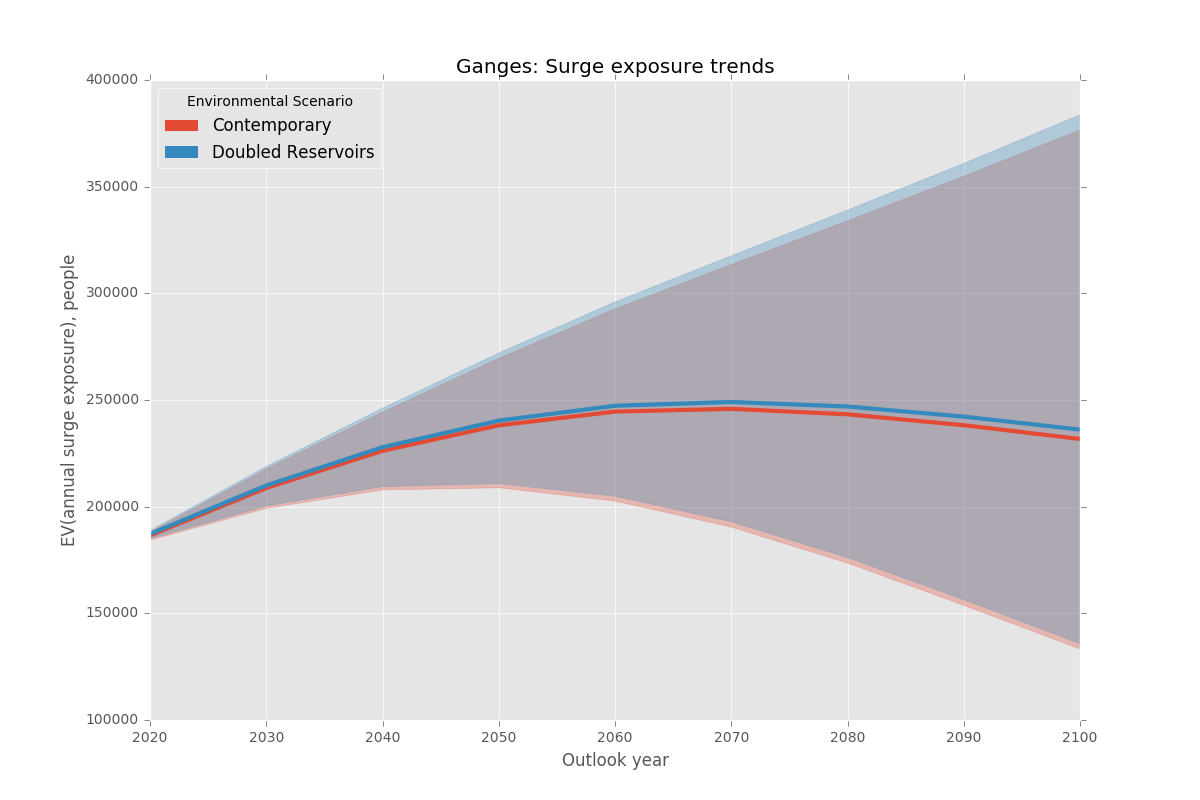 Ganges: Surge exposure trends
Environmental Scenario
Contemporary
Doubled Reservoirs
400000
350000
300000
250000
200000
150000
100000
EV(annual surge exposure), people
2020 2030 2040 2050 2060 2070 2080 2090 2100
Outlook year